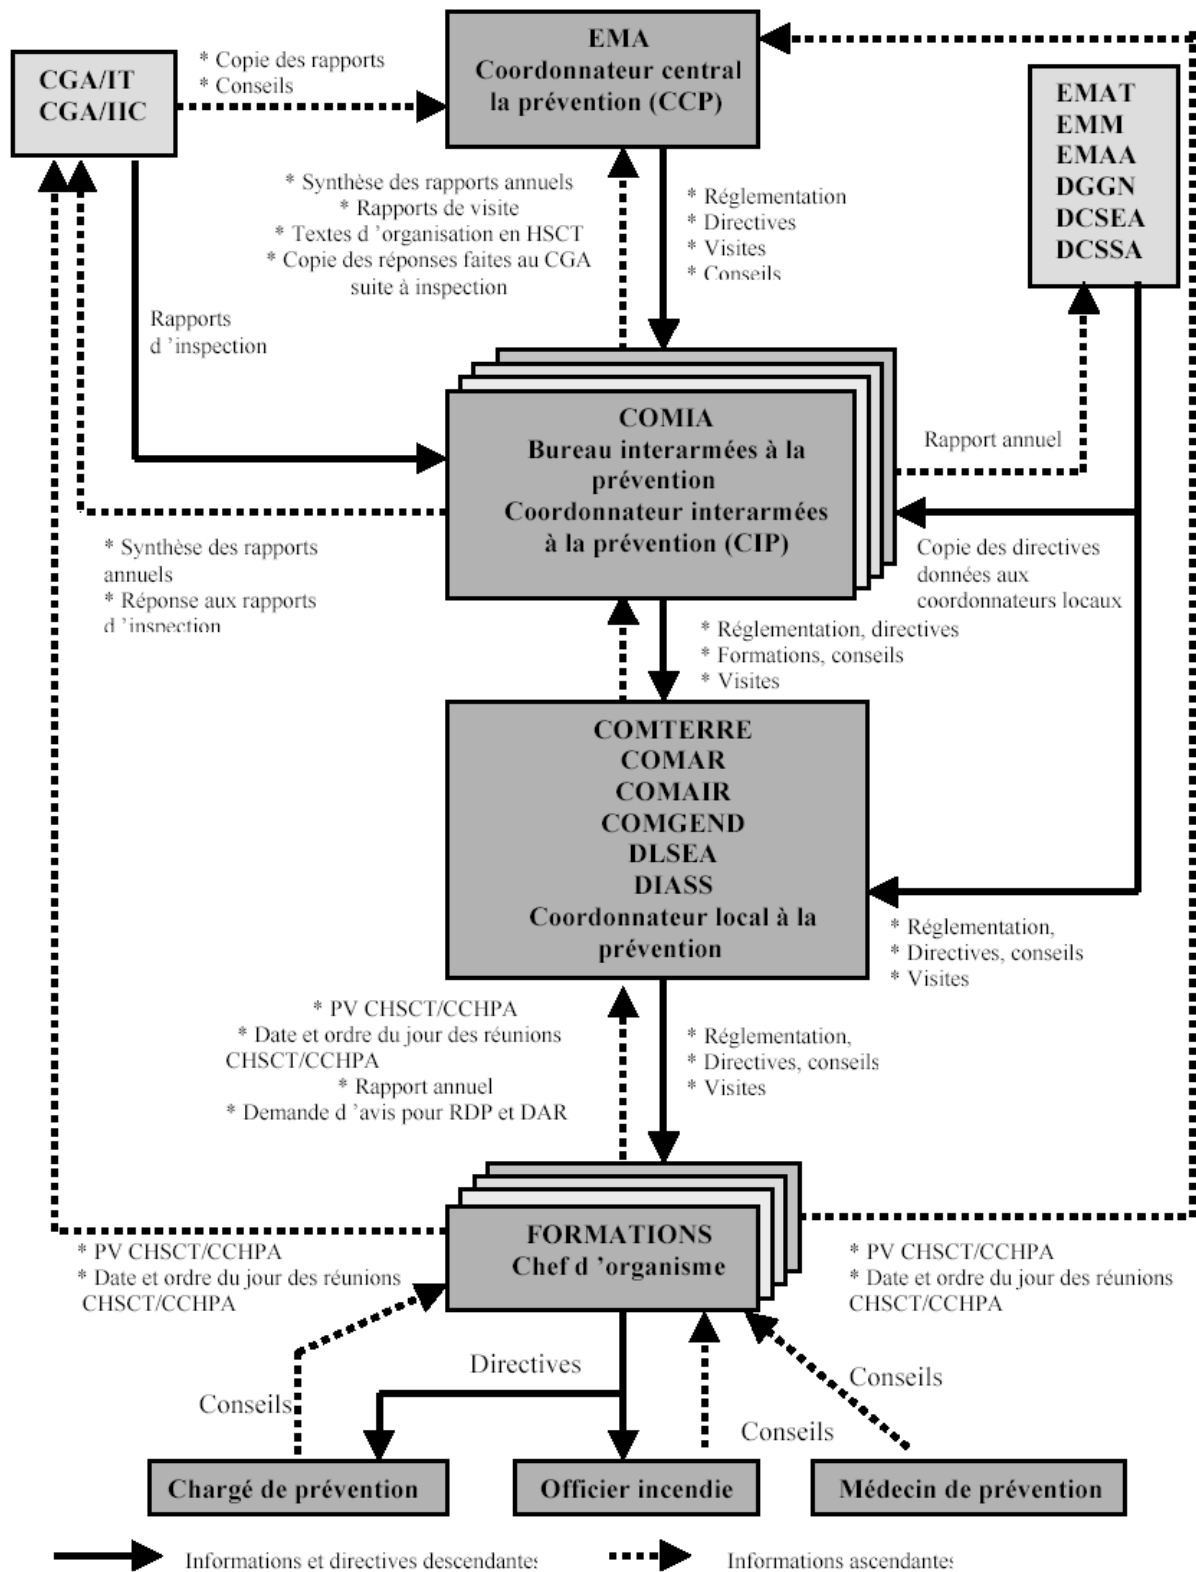 EMA
Coordonnateur central
la prévention (CCP)
CGA/IT
CGA/IIC
* Copie des rapports
* Conseils
EMAT
EMM
EMAA
DGGN
DCSEA
DCSSA
* Synthèse des rapports annuels
* Rapports de visite
* Textes d ’organisation en HSCT
* Copie des réponses faites au CGA
suite à inspection
* Réglementation
* Directives
* Visites
* Conseils
Rapports
d ’inspection
COMIA
Bureau interarmées à la
prévention
Coordonnateur interarmées
à la prévention (CIP)
Rapport annuel
* Synthèse des rapports
annuels
* Réponse aux rapports
d ’inspection
Copie des directives
données aux
coordonnateurs locaux
* Réglementation, directives
* Formations, conseils
* Visites
COMTERRE
COMAR
COMAIR
COMGEND
DLSEA
DIASS
Coordonnateur local à la
prévention
* Réglementation,
* Directives, conseils
* Visites
* PV CHSCT/CCHPA
* Date et ordre du jour des réunions
CHSCT/CCHPA
* Rapport annuel
* Demande d ’avis pour RDP et DAR
* Réglementation,
* Directives, conseils
* Visites
FORMATIONS
Chef d ’organisme
* PV CHSCT/CCHPA
* Date et ordre du jour des réunions
CHSCT/CCHPA
* PV CHSCT/CCHPA
* Date et ordre du jour des réunions
CHSCT/CCHPA
Directives
Conseils
Conseils
Conseils
Chargé de prévention
Officier incendie
Médecin de prévention
Informations et directives descendantes
Informations ascendantes